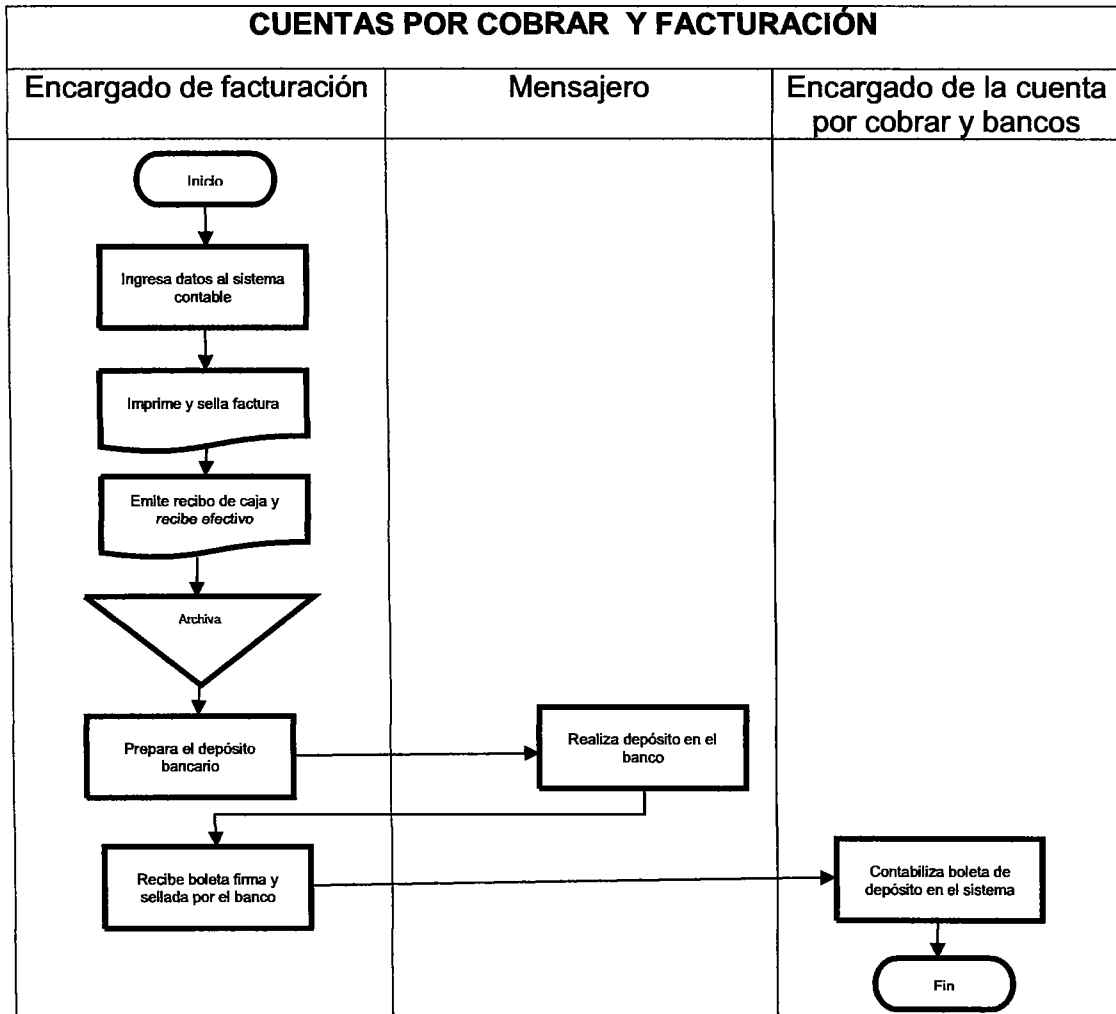 CUENTAS POR COBRAR Y FACTURACIÓN
Encargado de facturación
Mensajero
Encargado de la cuenta
por cobrar y bancos
Inicio
Ingresa datos al sistema
contable
Imprime y sella factura
Emite recibo de caja y
recibe efectivo
Archiva
Prepara el depósito
bancario
Realiza depósito en el
banco
Recibe boleta firma y
sellada por el banco
Contabiliza boleta de
depósito en el sistema
Fin